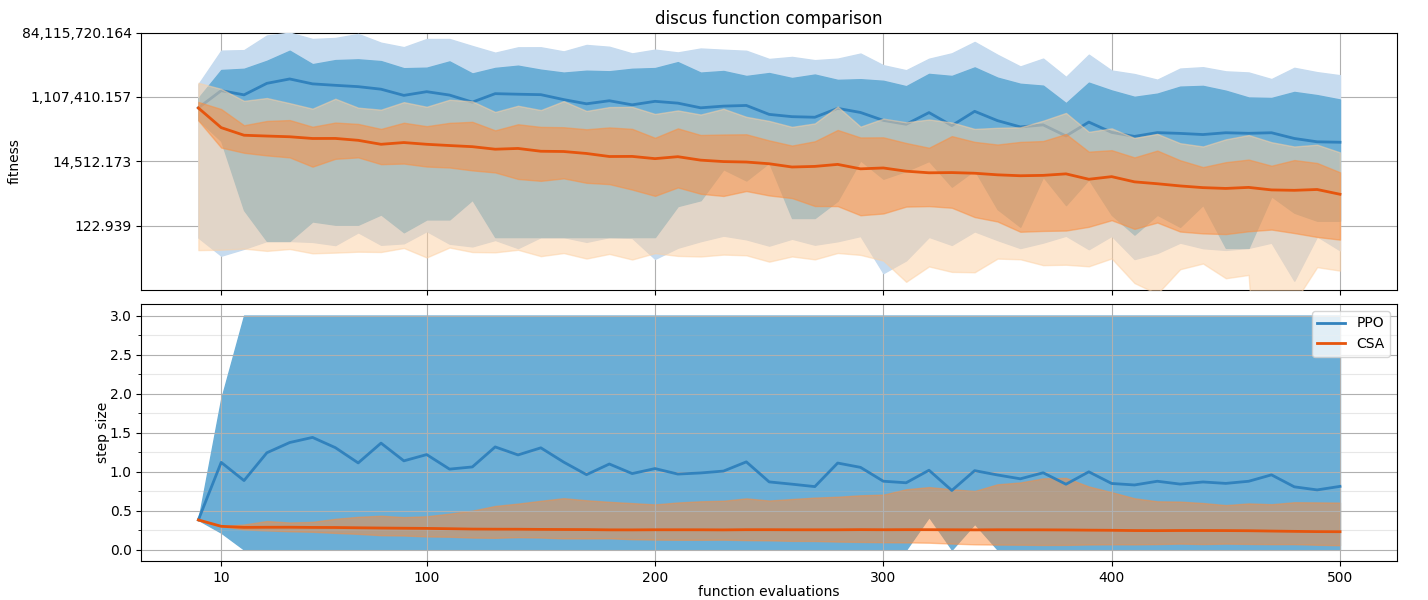 discus function comparison
84,115,720.164
1,107,410.157
14,512.173
122.939
fitness
3.0
2.5
2.0
1.5
1.0
0.5
0.0
step size
PPO
CSA
10 100 200 300 400 500
function evaluations